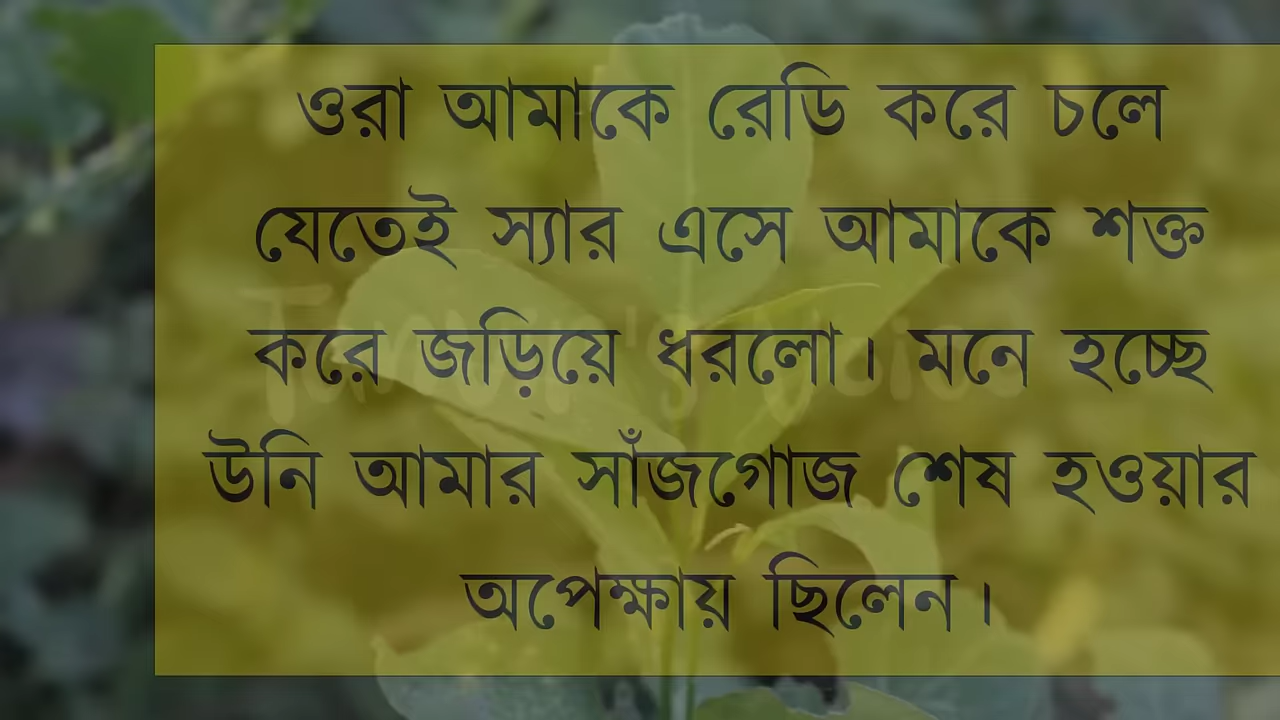 ওরা আমাকে রেডি করে চলে
যেতেই স্যার এসে আমাকে শক্ত
করে জড়িয়ে ধরলো। মনে হচ্ছে
উনি আমার সাঁজগোজ শেষ হওয়ার
অপেক্ষায় ছিলেন।